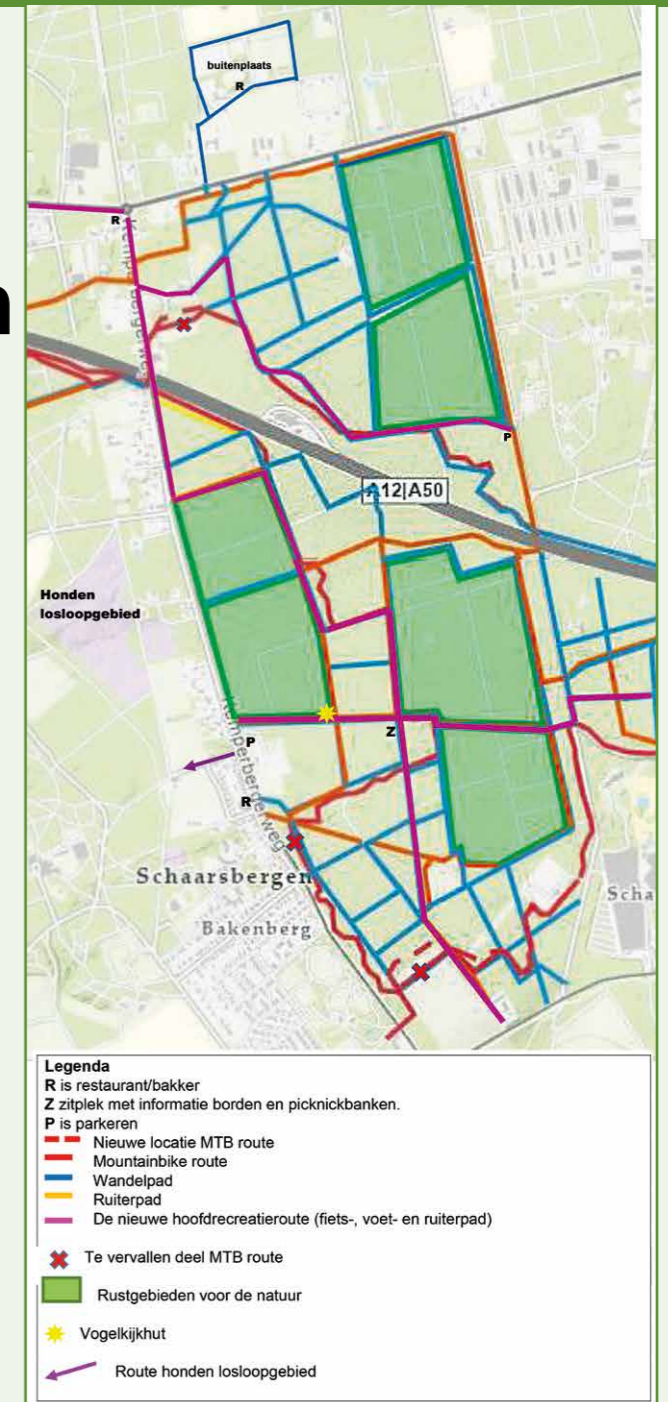 n
buitenplaats
R
R
Kemperbergerweg
P
A12|A50
Honden
losloopgebied
Kemperbergerweg
Z
P
R
Schaarsbergen
Bakenberg
Scha
Legenda
R is restaurant/bakker
Z zitplek met informatie borden en picknickbanken.
P is parkeren
Nieuwe locatie MTB route
Mountainbike route
Wandelpad
Ruiterpad
De nieuwe hoofdrecreatieroute (fiets-, voet- en ruiterpad)
Te vervallen deel MTB route
Rustgebieden voor de natuur
Vogelkijkhut
Route honden losloopgebied